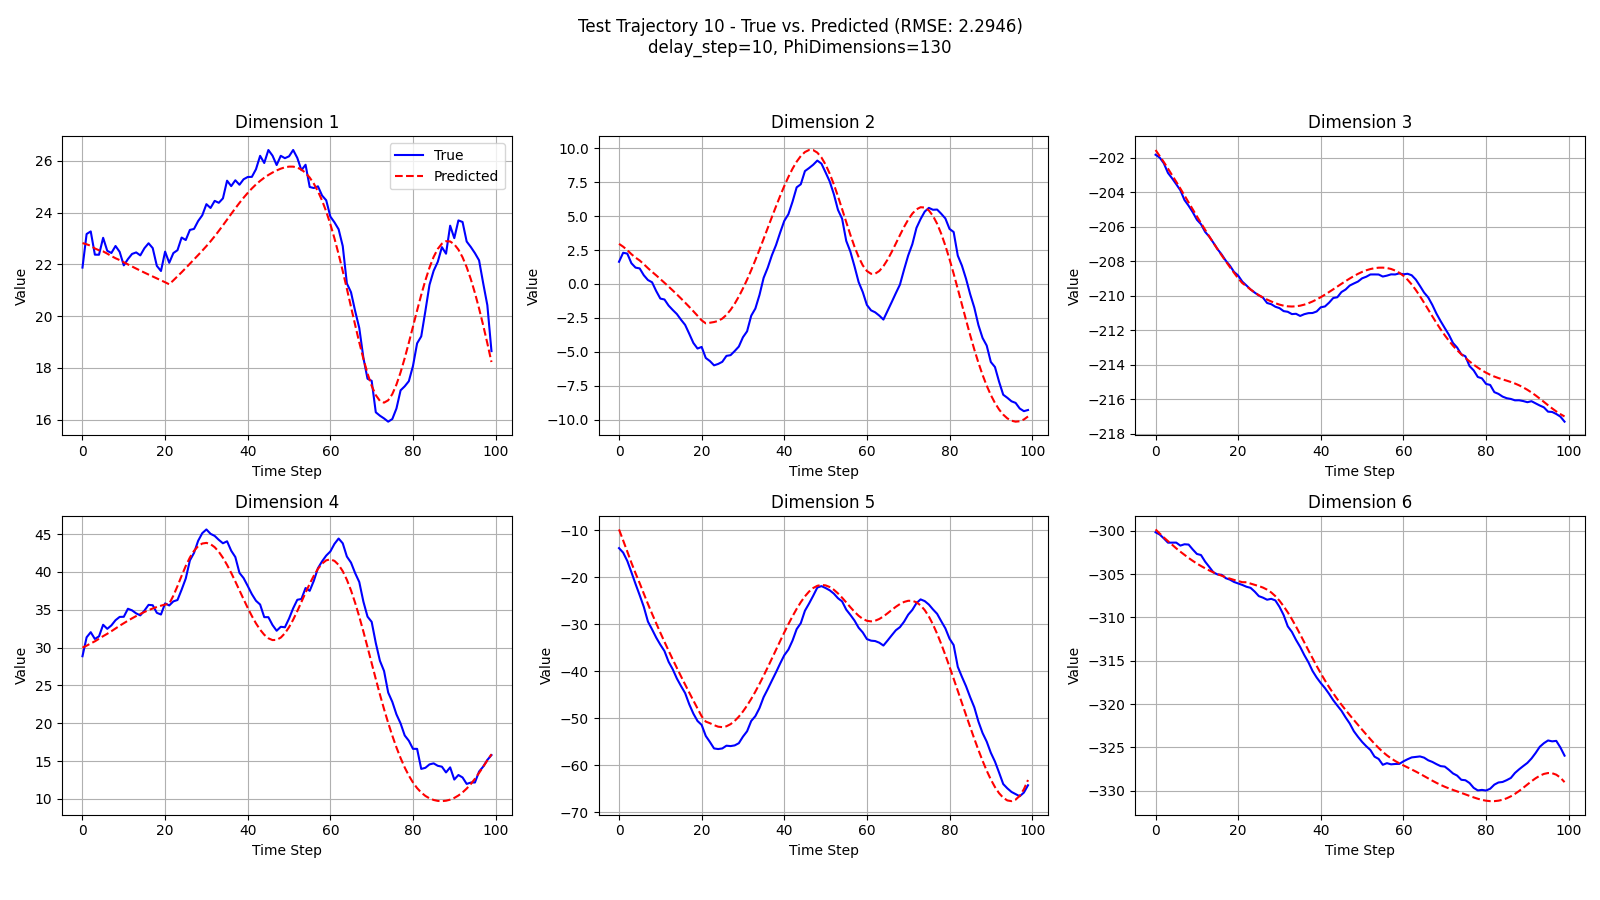 Test Trajectory 10 - True vs. Predicted (RMSE: 2.2946)
delay_step=10, PhiDimensions=130
Dimension 1
True
Predicted
Value
26
24
22
20
18
16
0 20 40 60 80 100
Time Step
Dimension 2
Value
10.0
7.5
5.0
2.5
0.0
−2.5
−5.0
−7.5
−10.0
0 20 40 60 80 100
Time Step
Dimension 3
Value
−202
−204
−206
−208
−210
−212
−214
−216
−218
0 20 40 60 80 100
Time Step
Dimension 4
Value
45
40
35
30
25
20
15
10
0 20 40 60 80 100
Time Step
Dimension 5
Value
−10
−20
−30
−40
−50
−60
−70
0 20 40 60 80 100
Time Step
Dimension 6
Value
−300
−305
−310
−315
−320
−325
−330
0 20 40 60 80 100
Time Step